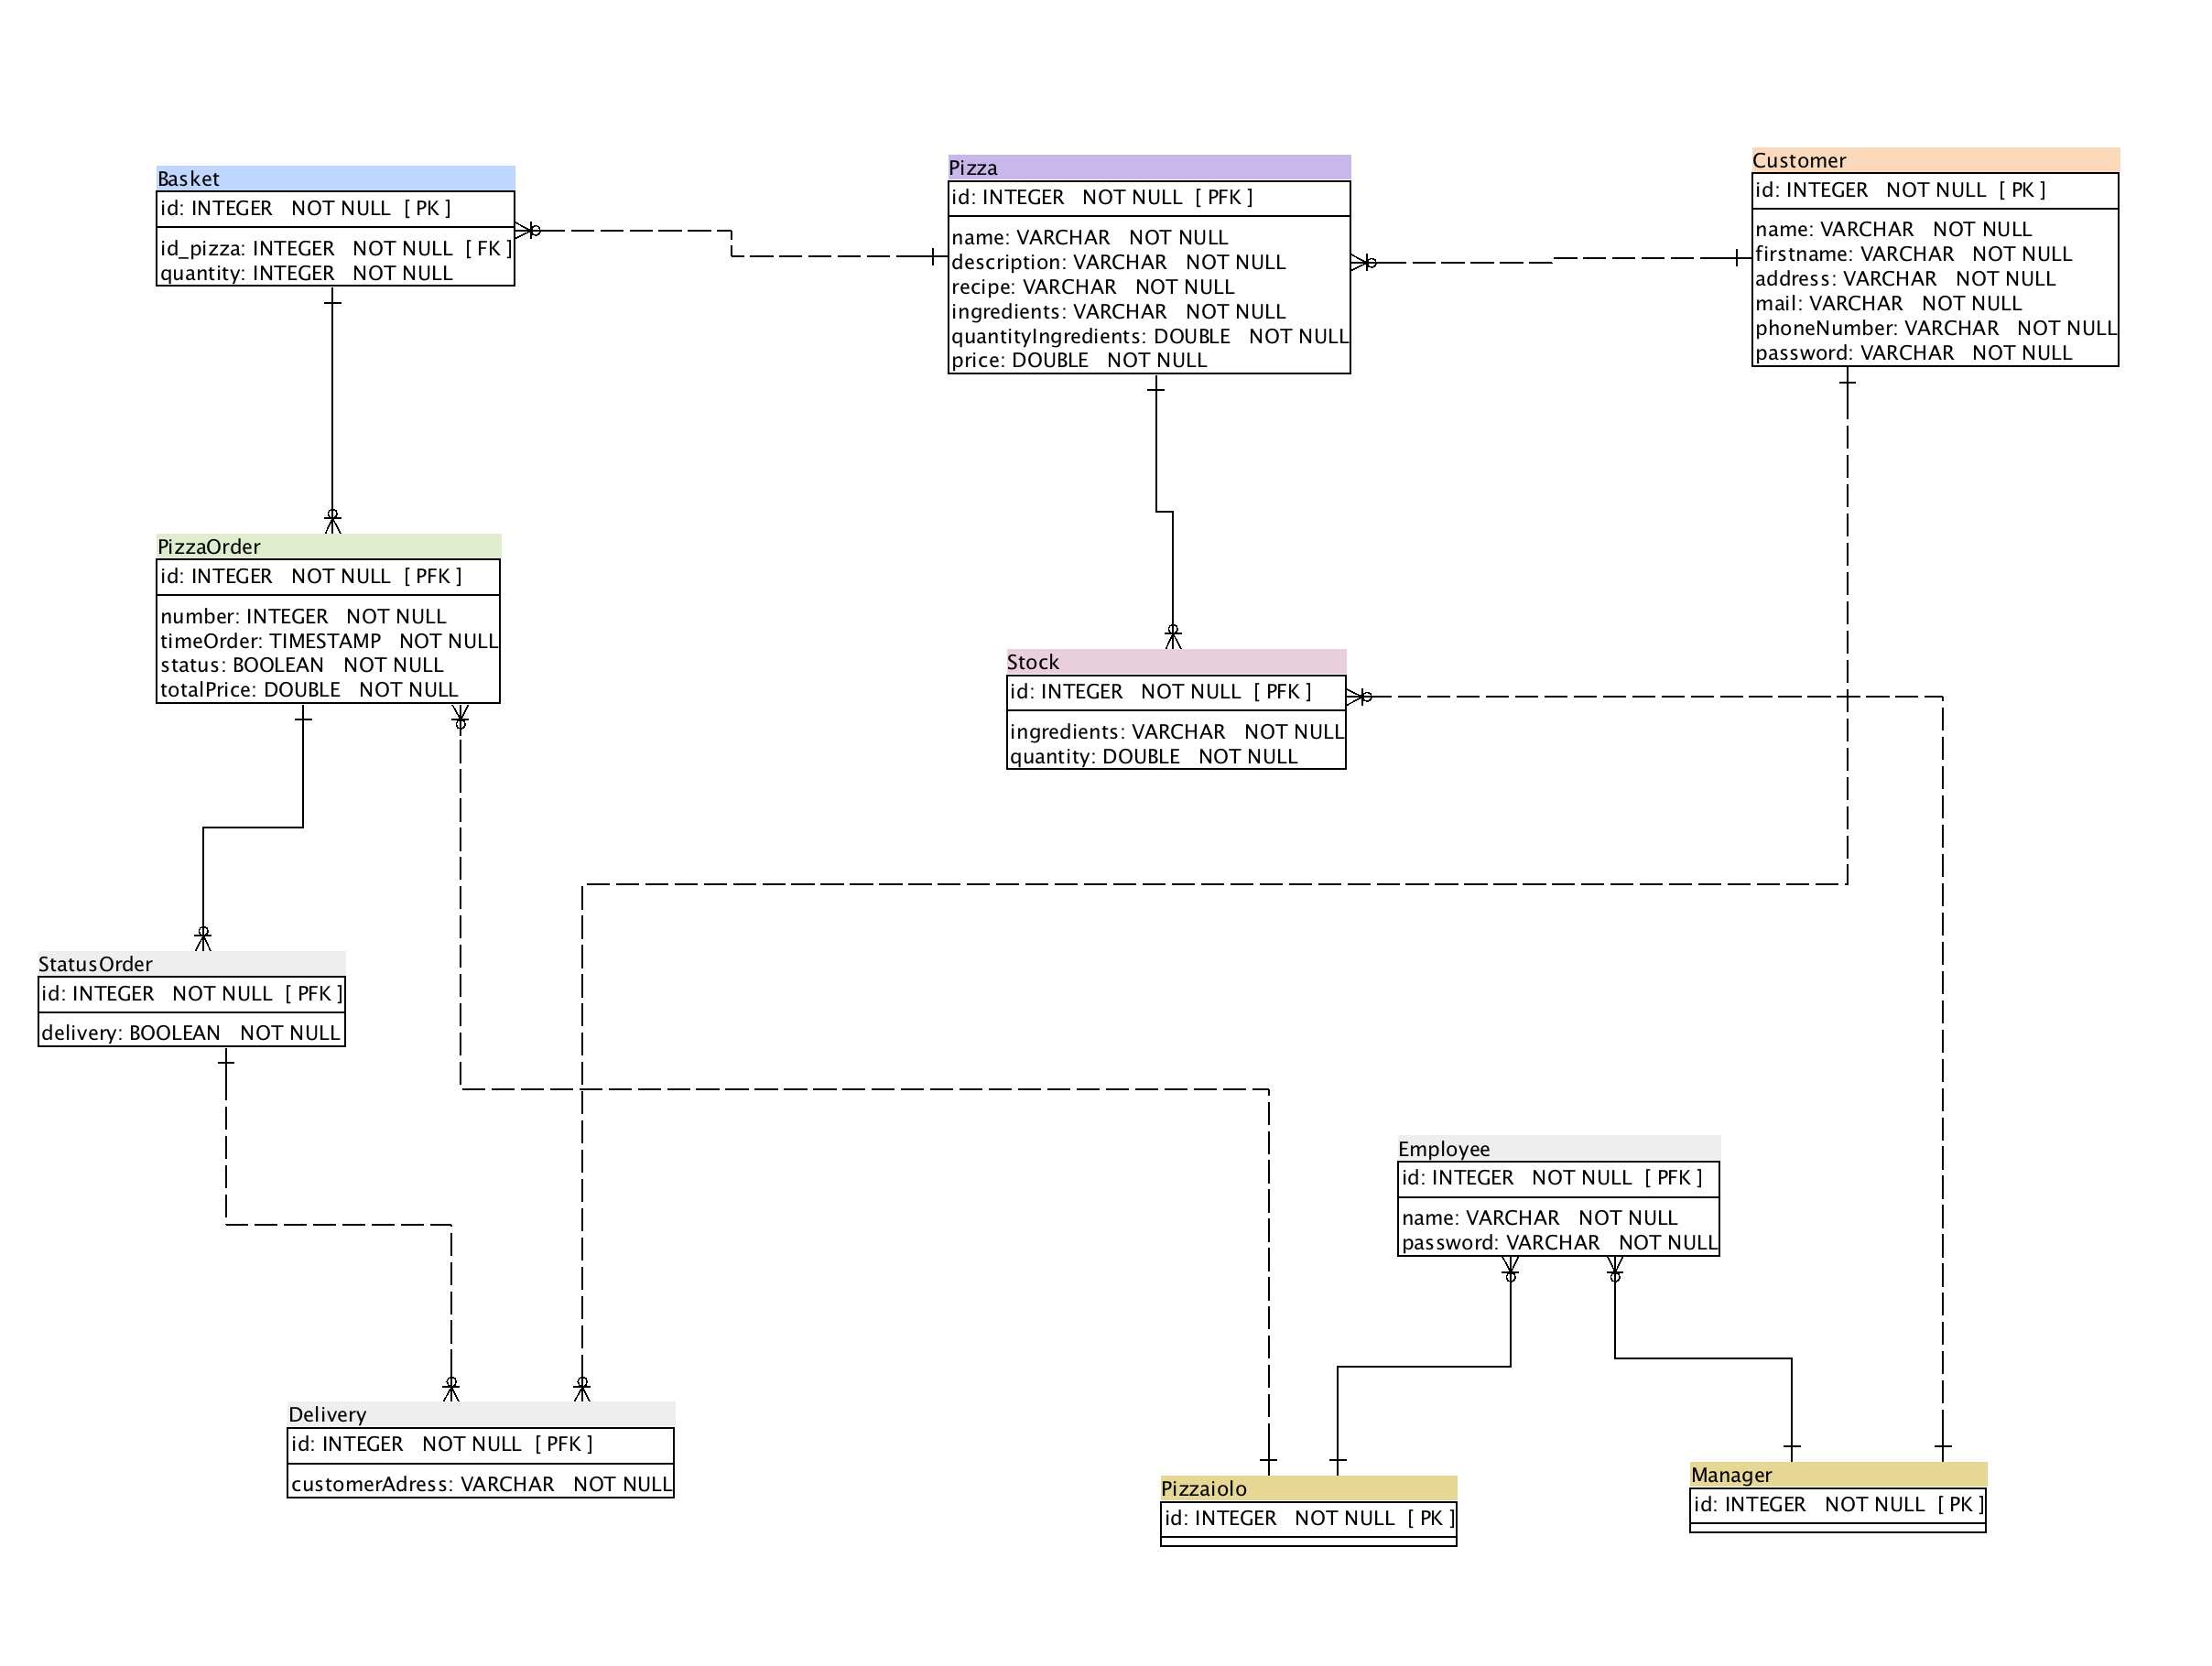 Basket
id: INTEGER NOT NULL [ PK ]
id_pizza: INTEGER NOT NULL [ FK ]
quantity: INTEGER NOT NULL
Pizza
id: INTEGER NOT NULL [ PFK ]
name: VARCHAR NOT NULL
description: VARCHAR NOT NULL
recipe: VARCHAR NOT NULL
ingredients: VARCHAR NOT NULL
quantityIngredients: DOUBLE NOT NULL
price: DOUBLE NOT NULL
Customer
id: INTEGER NOT NULL [ PK ]
name: VARCHAR NOT NULL
firstname: VARCHAR NOT NULL
address: VARCHAR NOT NULL
mail: VARCHAR NOT NULL
phoneNumber: VARCHAR NOT NULL
password: VARCHAR NOT NULL
PizzaOrder
id: INTEGER NOT NULL [ PFK ]
number: INTEGER NOT NULL
timeOrder: TIMESTAMP NOT NULL
status: BOOLEAN NOT NULL
totalPrice: DOUBLE NOT NULL
Stock
id: INTEGER NOT NULL [ PFK ]
ingredients: VARCHAR NOT NULL
quantity: DOUBLE NOT NULL
StatusOrder
id: INTEGER NOT NULL [ PFK ]
delivery: BOOLEAN NOT NULL
Employee
id: INTEGER NOT NULL [ PFK ]
name: VARCHAR NOT NULL
password: VARCHAR NOT NULL
Delivery
id: INTEGER NOT NULL [ PFK ]
customerAdress: VARCHAR NOT NULL
Pizzaiolo
id: INTEGER NOT NULL [ PK ]
Manager
id: INTEGER NOT NULL [ PK ]